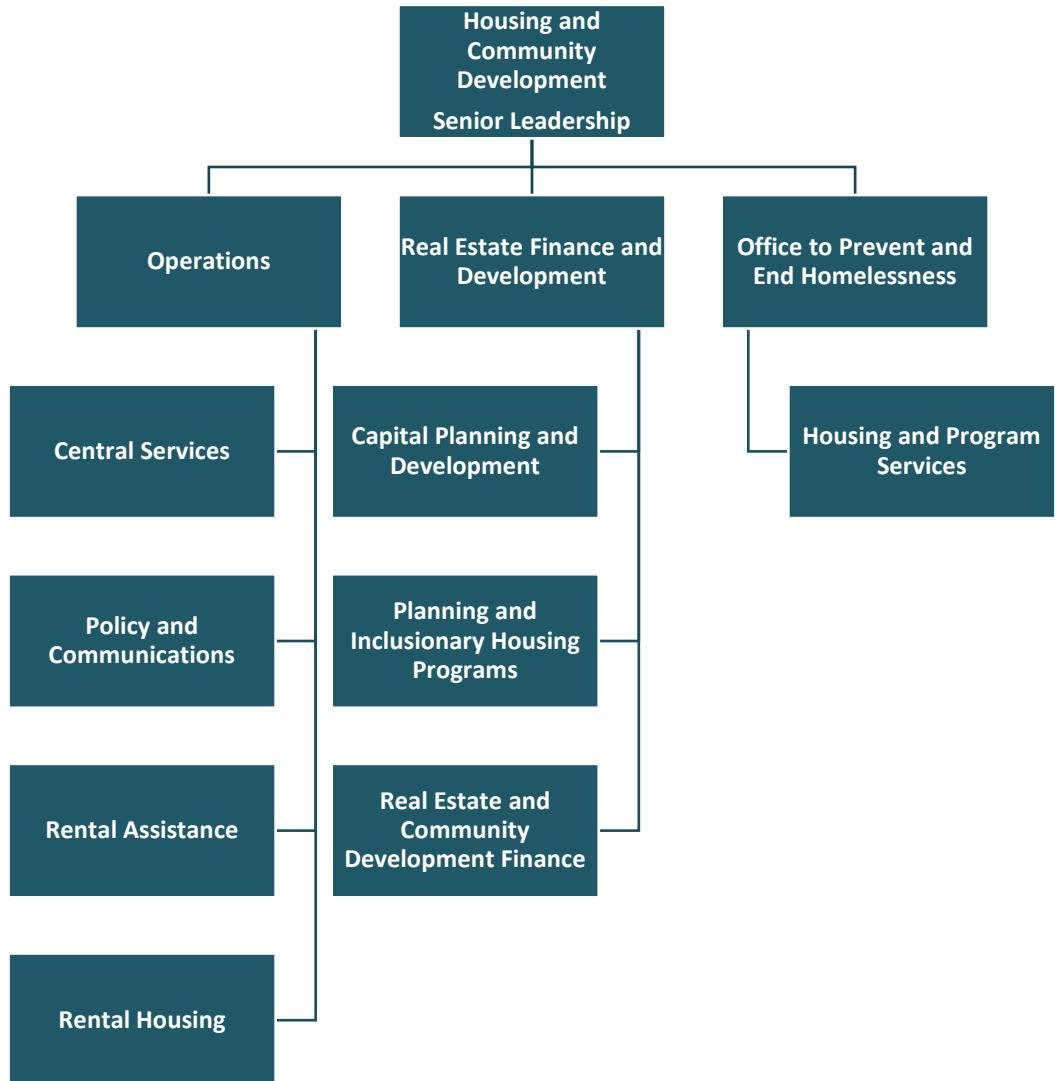 Housing and
Community
Development
Senior Leadership
Operations
Real Estate Finance and
Development
Office to Prevent and
End Homelessness
Central Services
Capital Planning and
Development
Housing and Program
Services
Policy and
Communications
Planning and
Inclusionary Housing
Programs
Rental Assistance
Real Estate and
Community
Development Finance
Rental Housing